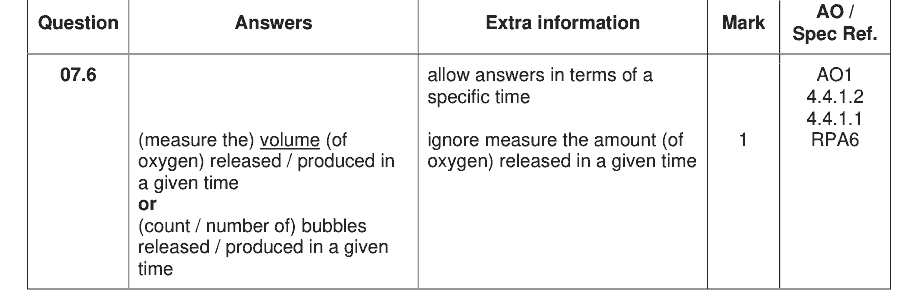 Question Answers Extra information Mark AO /
Spec Ref.
07.6 allow answers in terms of a AO1
specific time 4.4.1.2
4.4.1.1
(measure the) volume (of ignore measure the amount (of 1 RPA6
oxygen) released / produced in oxygen) released in a given time
a given time
or
(count / number of) bubbles
released / produced in a given
time